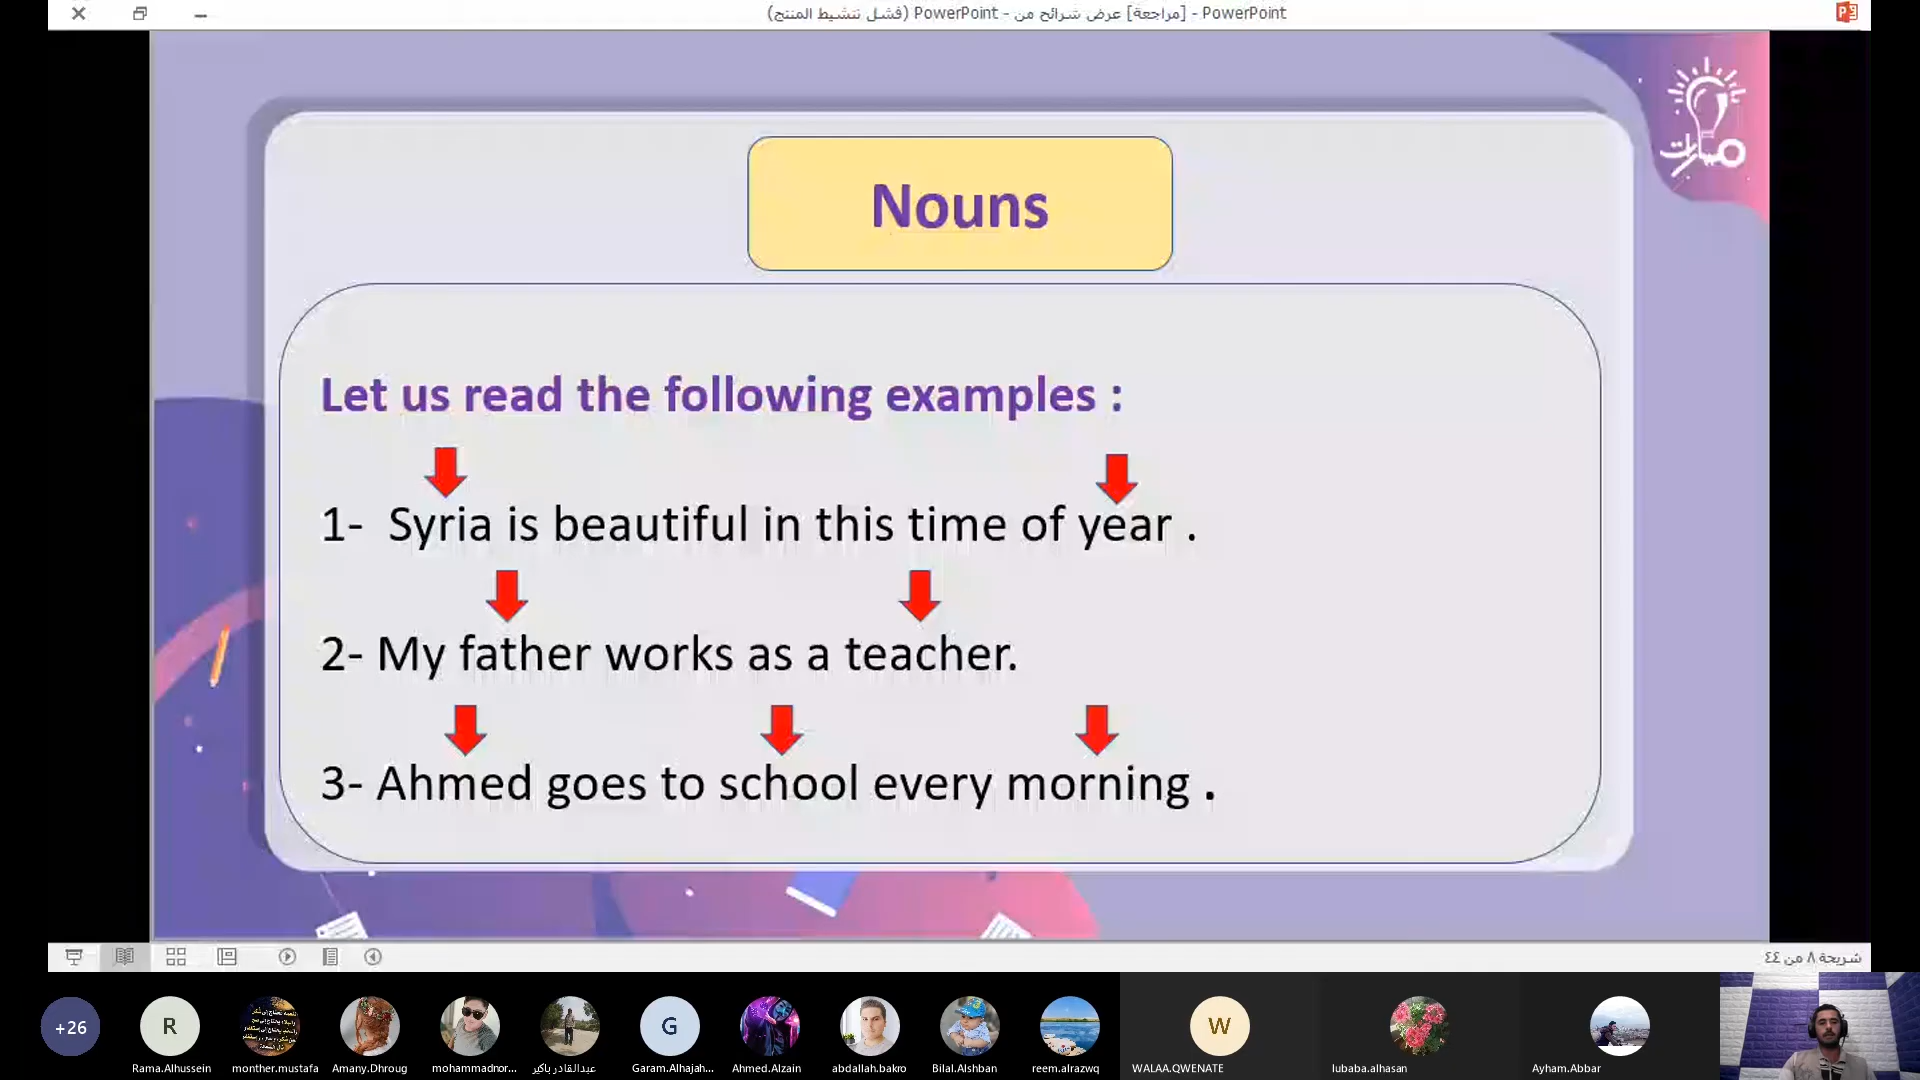 PowerPoint - [مراجعة] عرض شرائح من - PowerPoint (فشل تنشيط المنتج)
مسارات
Nouns
Let us read the following examples :
1- Syria is beautiful in this time of year .
2- My father works as a teacher.
3- Ahmed goes to school every morning .
شريحة ٨ من ٤٤
+26
R
G
W
Rama.Alhussein
monther.mustafa
Amany.Dhroug
mohammadnor...
عبدالقادر باكير
Garam.Alhajah...
Ahmed.Alzain
abdallah.bakro
Bilal.Alshban
reem.alrazwq
WALAA.QWENATE
lubaba.alhasan
Ayham.Abbar